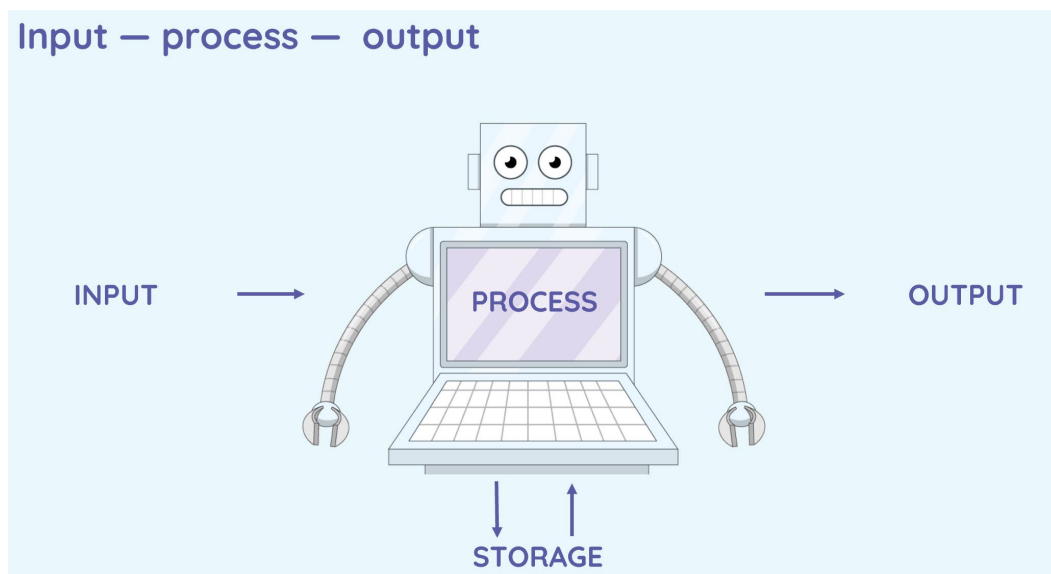 Input — process — output
INPUT
PROCESS
OUTPUT
STORAGE